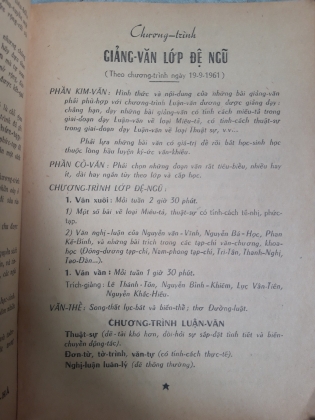 Chương-trình
GIẢNG-VĂN LỚP ĐỆ NGŨ
(Theo chương-trình ngày 19-9-1961)
PHẦN KIM-VĂN : Hình thức và nội-dung của những bài giảng-văn
phải phù-hợp với chương-trình Luận-văn đương được giảng dạy :
chẳng hạn, dạy những bài giảng-văn có tính cách miêu-tả trong
giai-đoạn dạy Luận-văn về loại Miêu-tả, có tính-cách thuật-sự
trong giai-đoạn dạy Luận-văn về loại Thuật sự, v.v...
Phải lựa những bài văn có giá-trị để rồi bắt học-sinh học
thuộc lòng hầu luyện ký-ức văn-thiều.
PHẦN CỔ-VĂN : Phải chọn những đoạn văn rất tiêu-biểu, nhiều hay
ít, dài hay ngắn tùy theo lớp và cấp học.
CHƯƠNG-TRÌNH LỚP ĐỆ-NGŨ :
1. Văn xuôi : Mỗi tuần 2 giờ 50 phút.
1) Một số bài về loại Miêu-tả, thuật-sự có tính-cách tế-nhị, phức-
tạp.
2) Văn nghị-luận của Nguyễn văn-Vĩnh, Nguyễn Bá-Học, Phan
Kế-Bính, và những bài trích trong các tạp-chí văn-chương, khoa-
học (Đông-dương tạp-chí, Nam-phong tạp-chí, Tri-Tân, Thanh-Nghị,
Tao-Đàn...).
1. Văn vần : Mỗi tuần 1 giờ 50 phút.
Trích-giảng : Lê Thánh-Tôn, Nguyễn Bỉnh-Khiêm, Lục Vân-Tiên,
Nguyễn Khắc-Hiếu.
VĂN-THỂ : Song-thất lục-bát và biến-thể ; thơ Đường-luật.
CHƯƠNG-TRÌNH LUẬN-VĂN
Thuật-sự (đề-tài khó hơn, đòi-hỏi sự sắp-đặt tình tiết và biến-
chuyển động-tác).
Đơn-từ, tờ-trình, văn-tự (có tính-cách thực-tế).
Nghị-luận luân-lý (đề thông thường).